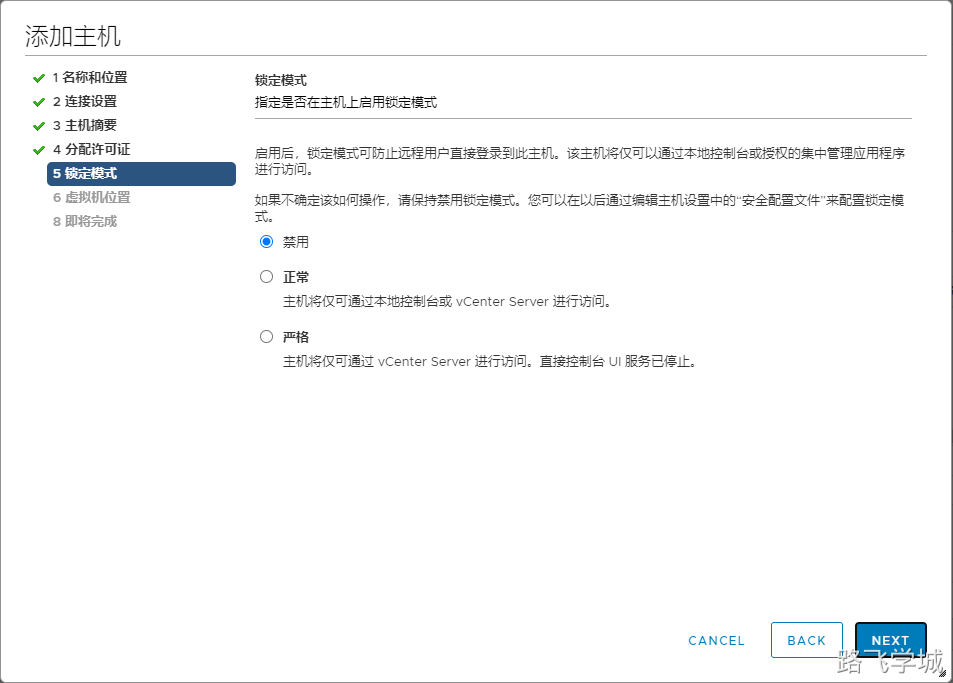 添加主机
1 名称和位置
2 连接设置
3 主机摘要
4 分配许可证
5 锁定模式
6 虚拟机位置
8 即将完成
锁定模式
指定是否在主机上启用锁定模式
启用后，锁定模式可防止远程用户直接登录到此主机。该主机将仅可以通过本地控制台或授权的集中管理应用程序
进行访问。
如果不确定该如何操作，请保持禁用锁定模式。您可以在以后通过编辑主机设置中的“安全配置文件”来配置锁定模
式。
禁用
正常
主机将仅可通过本地控制台或 vCenter Server 进行访问。
严格
主机将仅可通过 vCenter Server 进行访问。直接控制台 UI 服务已停止。
CANCEL
BACK
NEXT
路飞学城